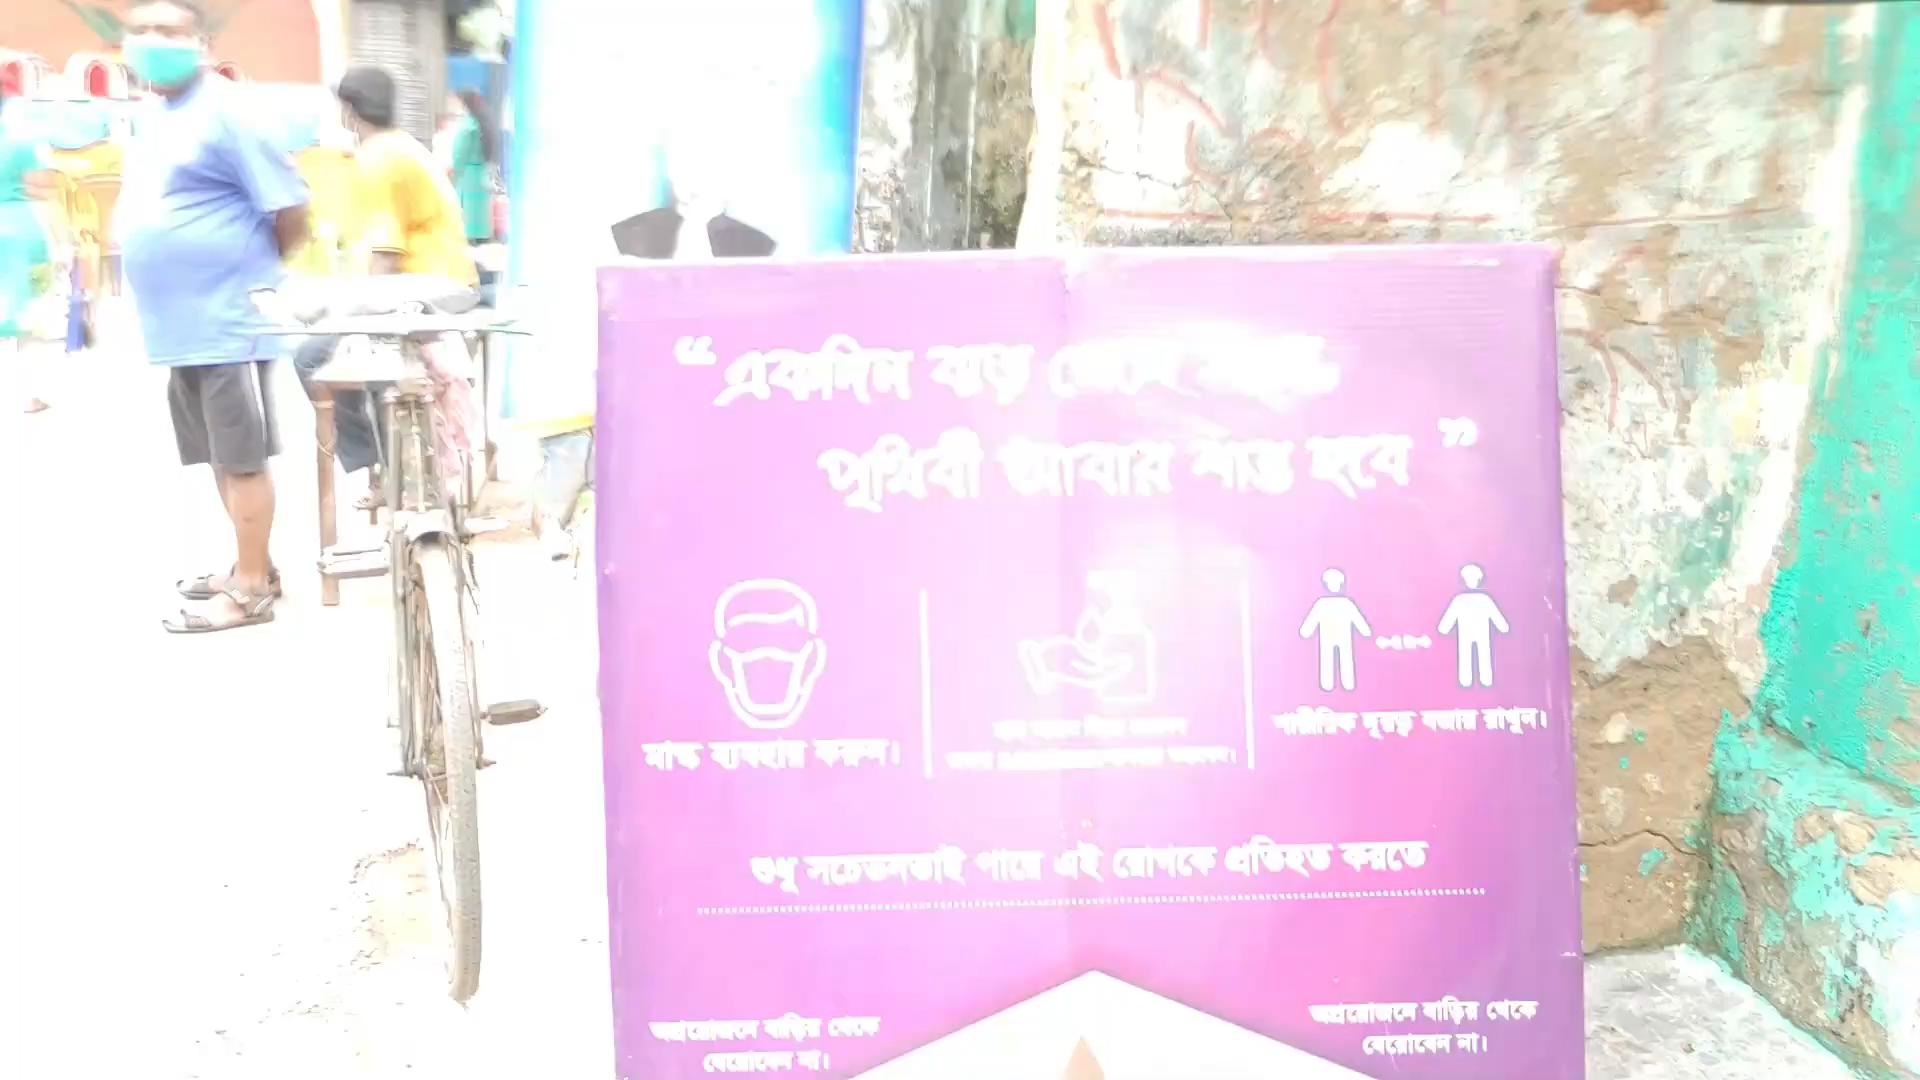 “একদিন ঝড় থেমে যাবে
পৃথিবী আবার শান্ত হবে”
মাস্ক ব্যবহার করুন।
শারীরিক দূরত্ব বজায় রাখুন।
শুধু সচেতনতাই পারে এই রোগকে প্রতিহত করতে
অপ্রয়োজনে বাড়ির থেকে
বেরোবেন না।
অপ্রয়োজনে বাড়ির থেকে
বেরোবেন না।